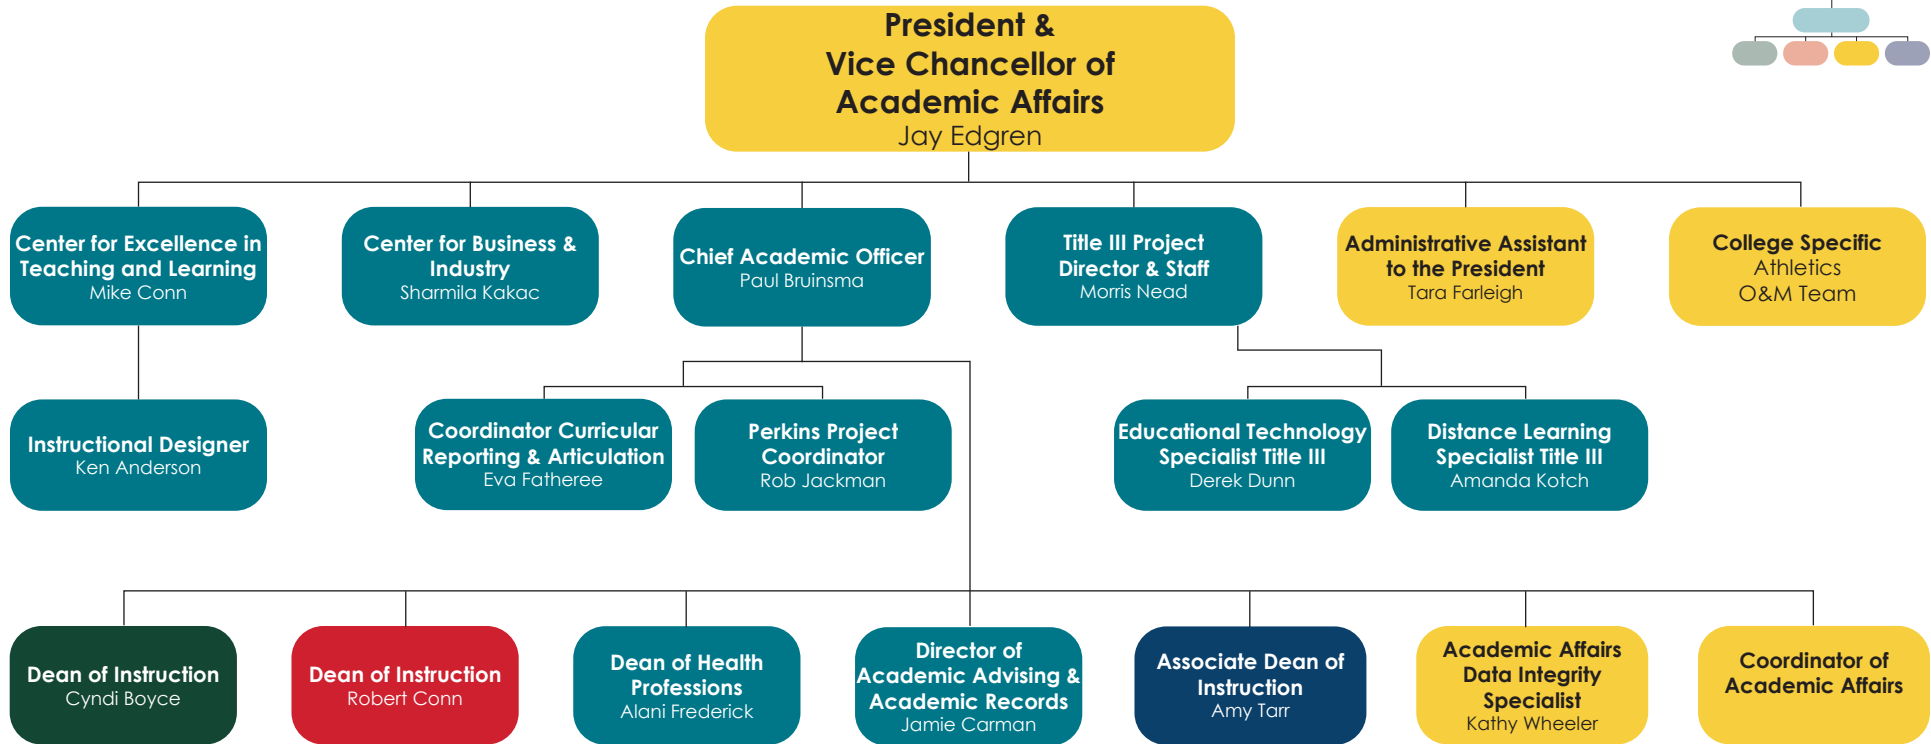 President &
Vice Chancellor of
Academic Affairs
Jay Edgren
Center for Excellence in
Teaching and Learning
Mike Conn
Center for Business &
Industry
Sharmila Kakac
Chief Academic Officer
Paul Bruinsma
Title III Project
Director & Staff
Morris Nead
Administrative Assistant
to the President
Tara Farleigh
College Specific
Athletics
O&M Team
Instructional Designer
Ken Anderson
Coordinator Curricular
Reporting & Articulation
Eva Fatheree
Perkins Project
Coordinator
Rob Jackman
Educational Technology
Specialist Title III
Derek Dunn
Distance Learning
Specialist Title III
Amanda Kotch
Dean of Instruction
Cyndi Boyce
Dean of Instruction
Robert Conn
Dean of Health
Professions
Alani Frederick
Director of
Academic Advising &
Academic Records
Jamie Carman
Associate Dean of
Instruction
Amy Tarr
Academic Affairs
Data Integrity
Specialist
Kathy Wheeler
Coordinator of
Academic Affairs